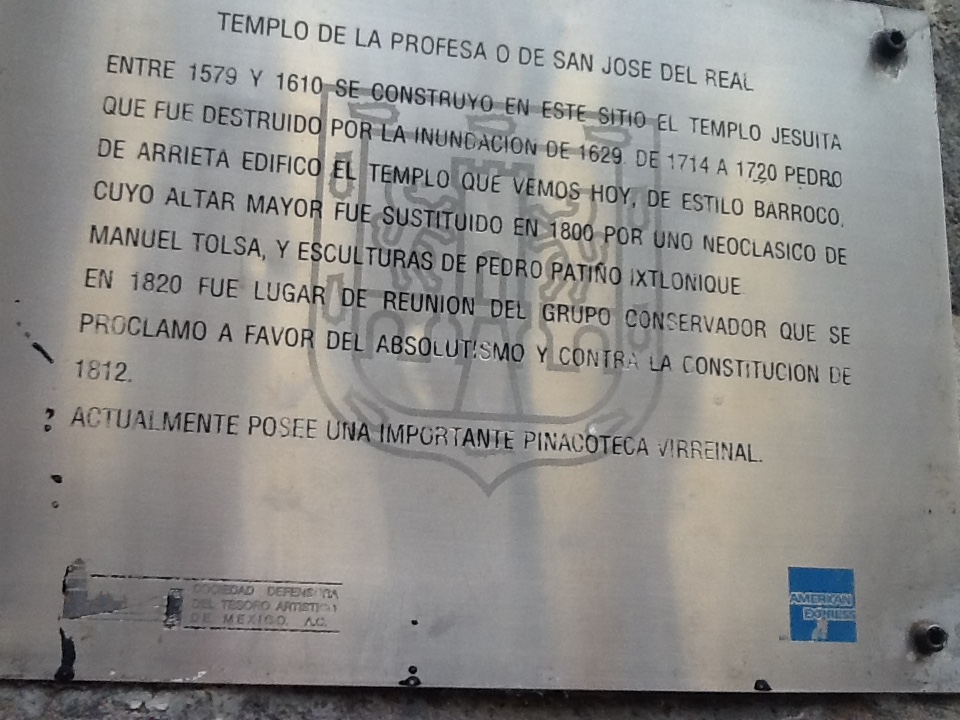 TEMPLO DE LA PROFESA O DE SAN JOSE DEL REAL
ENTRE 1579 Y 1610 SE CONSTRUYO EN ESTE SITIO EL TEMPLO JESUITA
QUE FUE DESTRUIDO POR LA INUNDACION DE 1629. DE 1714 A 1720 PEDRO
DE ARRIETA EDIFICO EL TEMPLO QUE VEMOS HOY, DE ESTILO BARROCO,
CUYO ALTAR MAYOR FUE SUSTITUIDO EN 1800 POR UNO NEOCLASICO DE
MANUEL TOLSA, Y ESCULTURAS DE PEDRO PATIÑO IXTLONIQUE
EN 1820 FUE LUGAR DE REUNION DEL GRUPO CONSERVADOR QUE SE
PROCLAMO A FAVOR DEL ABSOLUTISMO Y CONTRA LA CONSTITUCION DE
1812.
ACTUALMENTE POSEE UNA IMPORTANTE PINACOTECA VIRREINAL.
SOCIEDAD DEFENSORA
DEL TESORO ARTISTICO
DE MEXICO, A.C.
AMERICAN
EXPRESS